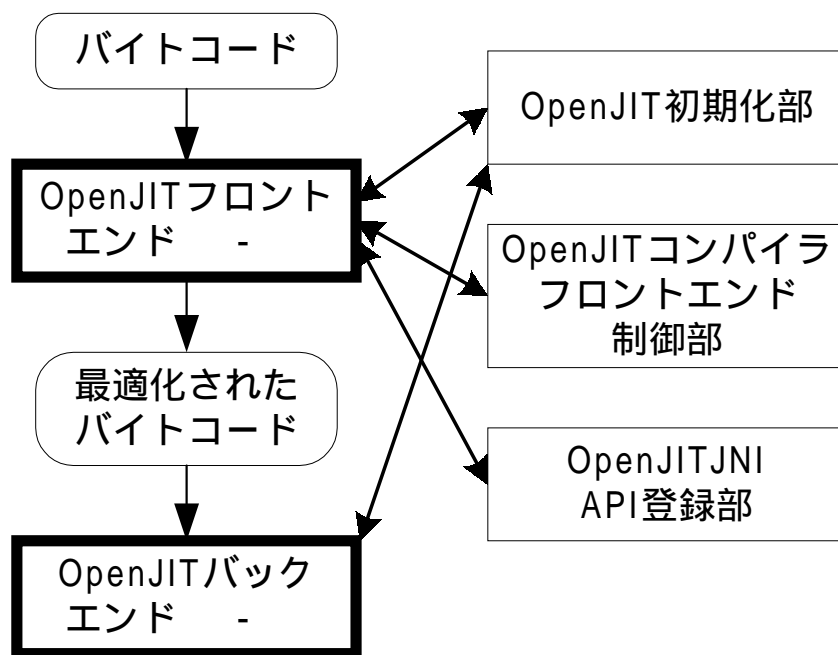 バイトコード
OpenJITフロント
エンド -
最適化された
バイトコード
OpenJITバック
エンド -
OpenJIT初期化部
OpenJITコンパイラ
フロントエンド
制御部
OpenJITJNI
API登録部